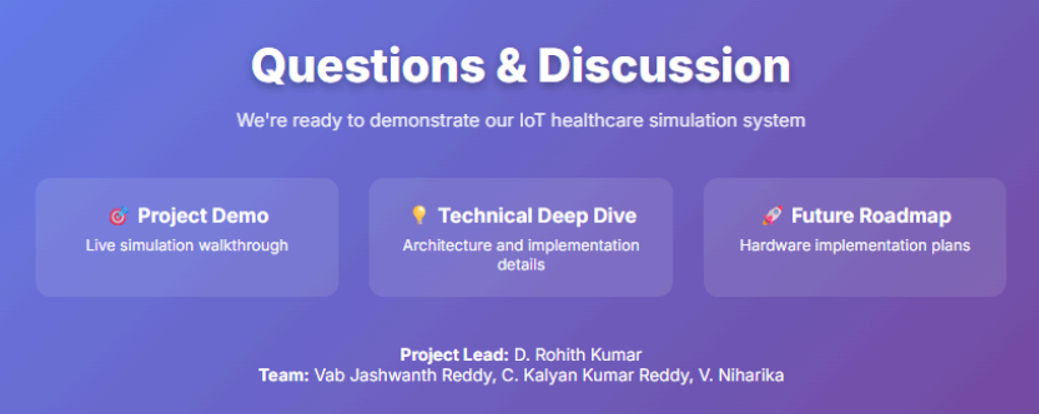 Questions & Discussion
We're ready to demonstrate our IoT healthcare simulation system
🎯 Project Demo
Live simulation walkthrough
💡 Technical Deep Dive
Architecture and implementation
details
🚀 Future Roadmap
Hardware implementation plans
Project Lead: D. Rohith Kumar
Team: Vab Jashwanth Reddy, C. Kalyan Kumar Reddy, V. Niharika